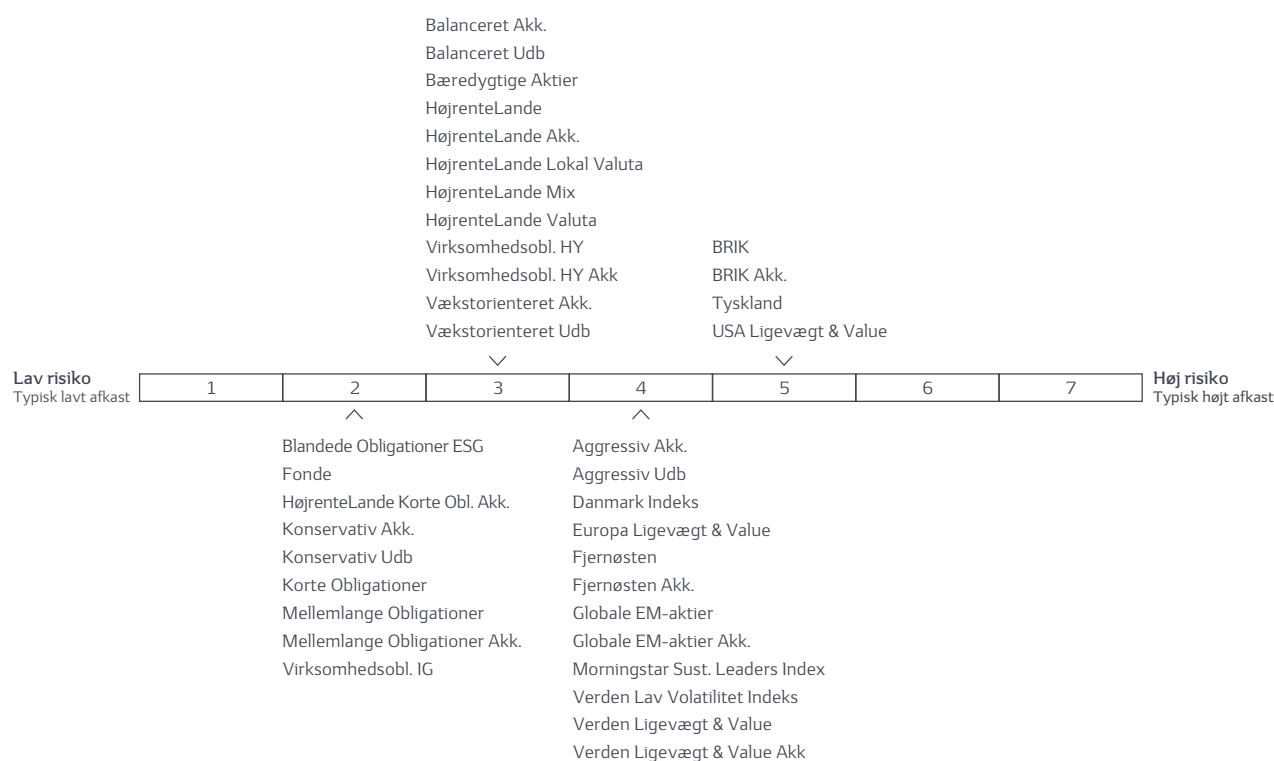 Balanceret Akk.
Balanceret Udb
Bæredygtige Aktier
HøjrenteLande
HøjrenteLande Akk.
HøjrenteLande Lokal Valuta
HøjrenteLande Mix
HøjrenteLande Valuta
Virksomhedsobl. HY
Virksomhedsobl. HY Akk
Vækstorienteret Akk.
Vækstorienteret Udb
BRIK
BRIK Akk.
Tyskland
USA Ligevægt & Value
Lav risiko
Typisk lavt afkast
1 2 3 4 5 6 7
Høj risiko
Typisk højt afkast
Blandede Obligationer ESG
Fonde
HøjrenteLande Korte Obl. Akk.
Konservativ Akk.
Konservativ Udb
Korte Obligationer
Mellemlange Obligationer
Mellemlange Obligationer Akk.
Virksomhedsobl. IG
Aggressiv Akk.
Aggressiv Udb
Danmark Indeks
Europa Ligevægt & Value
Fjernøsten
Fjernøsten Akk.
Globale EM-aktier
Globale EM-aktier Akk.
Morningstar Sust. Leaders Index
Verden Lav Volatilitet Indeks
Verden Ligevægt & Value
Verden Ligevægt & Value Akk